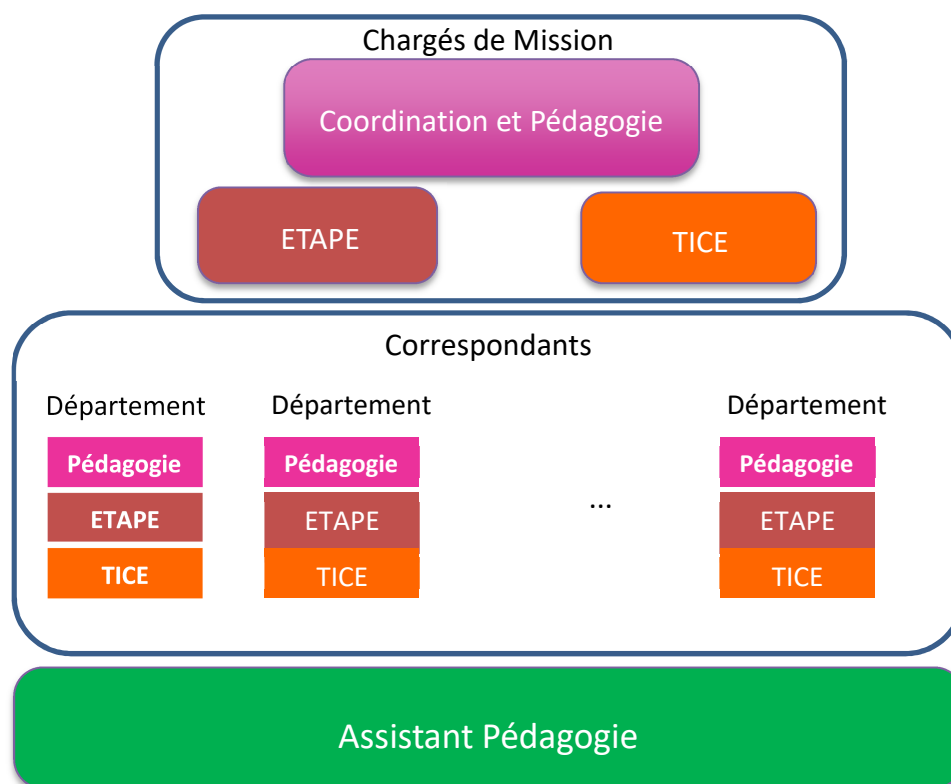 Chargés de Mission
Coordination et Pédagogie
ETAPE
TICE
Correspondants
Département
Département
Département
Pédagogie
Pédagogie
Pédagogie
ETAPE
ETAPE
...
ETAPE
TICE
TICE
TICE
Assistant Pédagogie